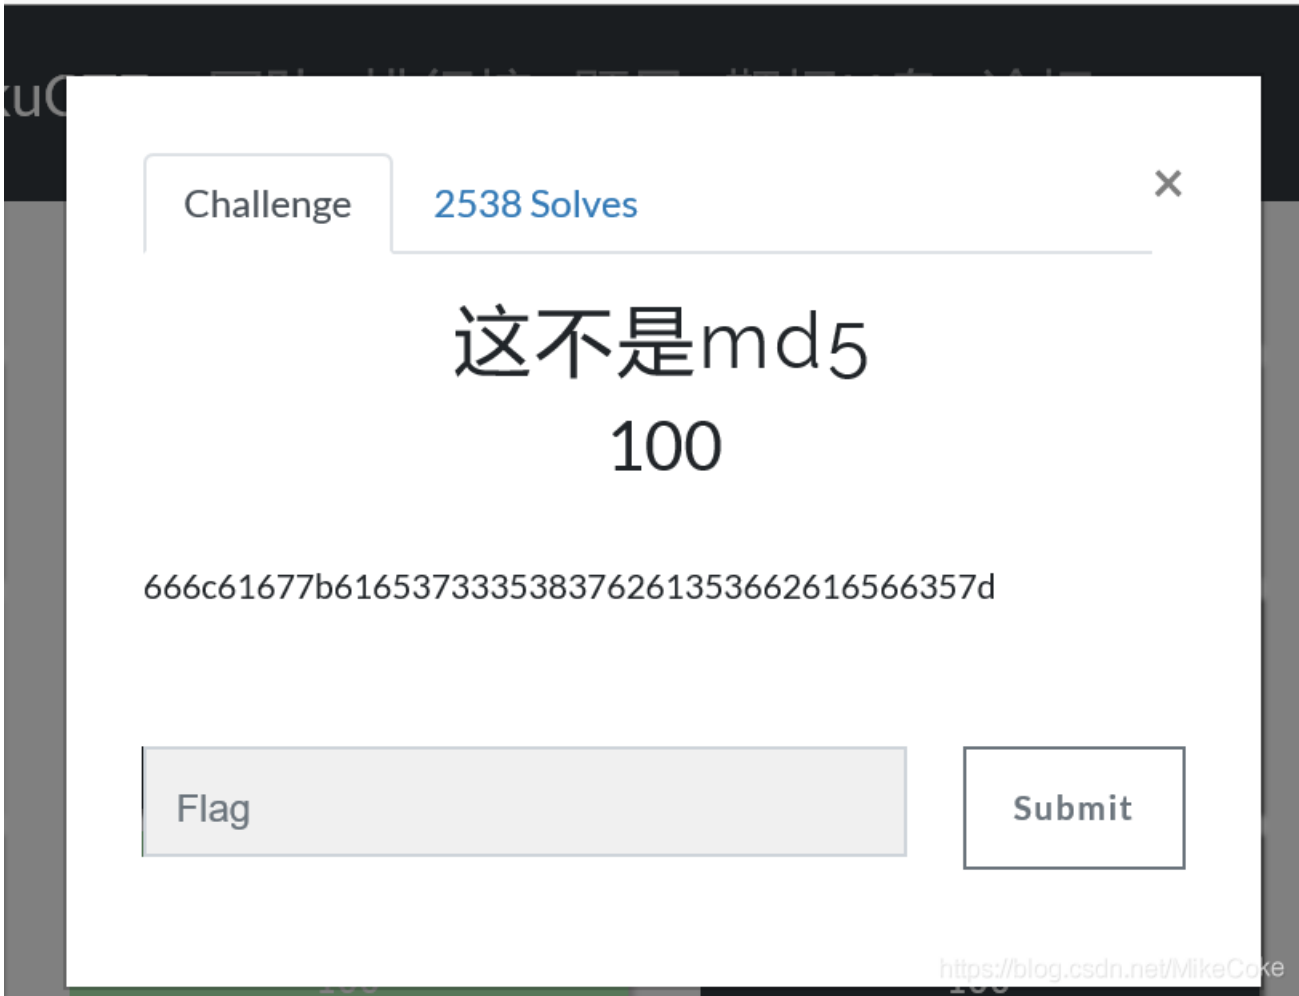 Challenge
2538 Solves
×
这不是md5
100
666c61677b616537333538376261353662616566357d
Flag
Submit
https://blog.csdn.net/MikeCoke